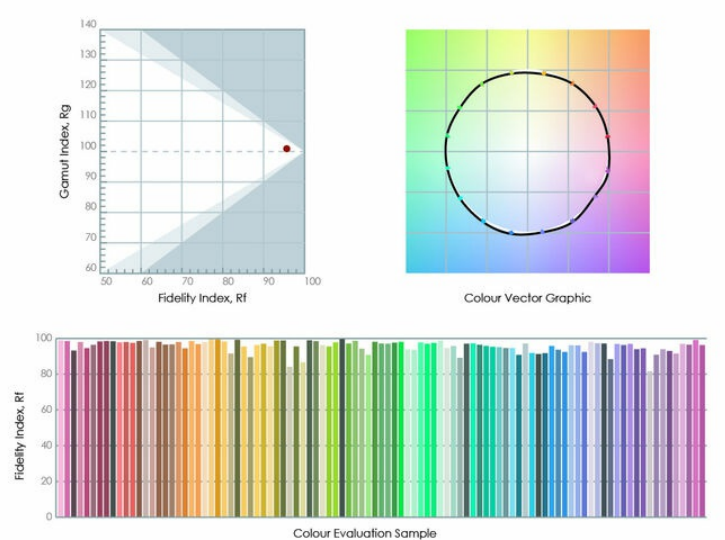 140
130
120
110
100
90
80
70
60
50 60 70 80 90 100
Gamut Index, Rg
Fidelity Index, Rf
Colour Vector Graphic
100
80
60
40
20
0
Fidelity Index, Rf
Colour Evaluation Sample